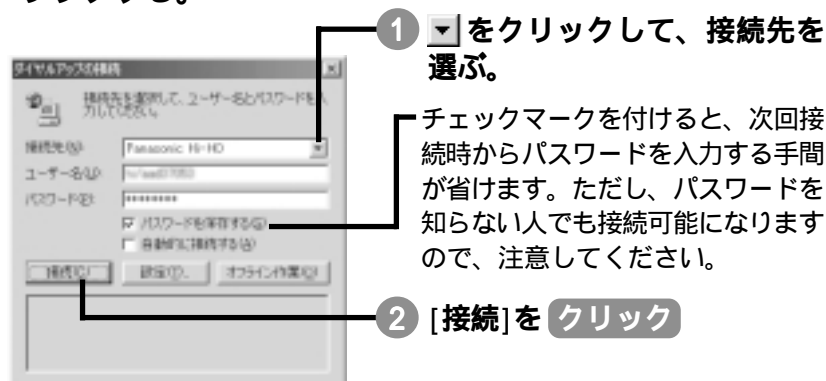 1 ▼をクリックして、接続先を
選ぶ。
ダイヤルアップの接続
接続先を選択して、ユーザー名とパスワードを入
力してください。
接続先(N):
Panasonic Hi-HO
ユーザー名(U):
パスワード(P):
********
パスワードを保存する(S)
自動的に接続する(A)
接続(C)
設定(T)...
オフライン作業(O)
チェックマークを付けると、次回接
続時からパスワードを入力する手間
が省けます。ただし、パスワードを
知らない人でも接続可能になります
ので、注意してください。
2 [接続]を クリック